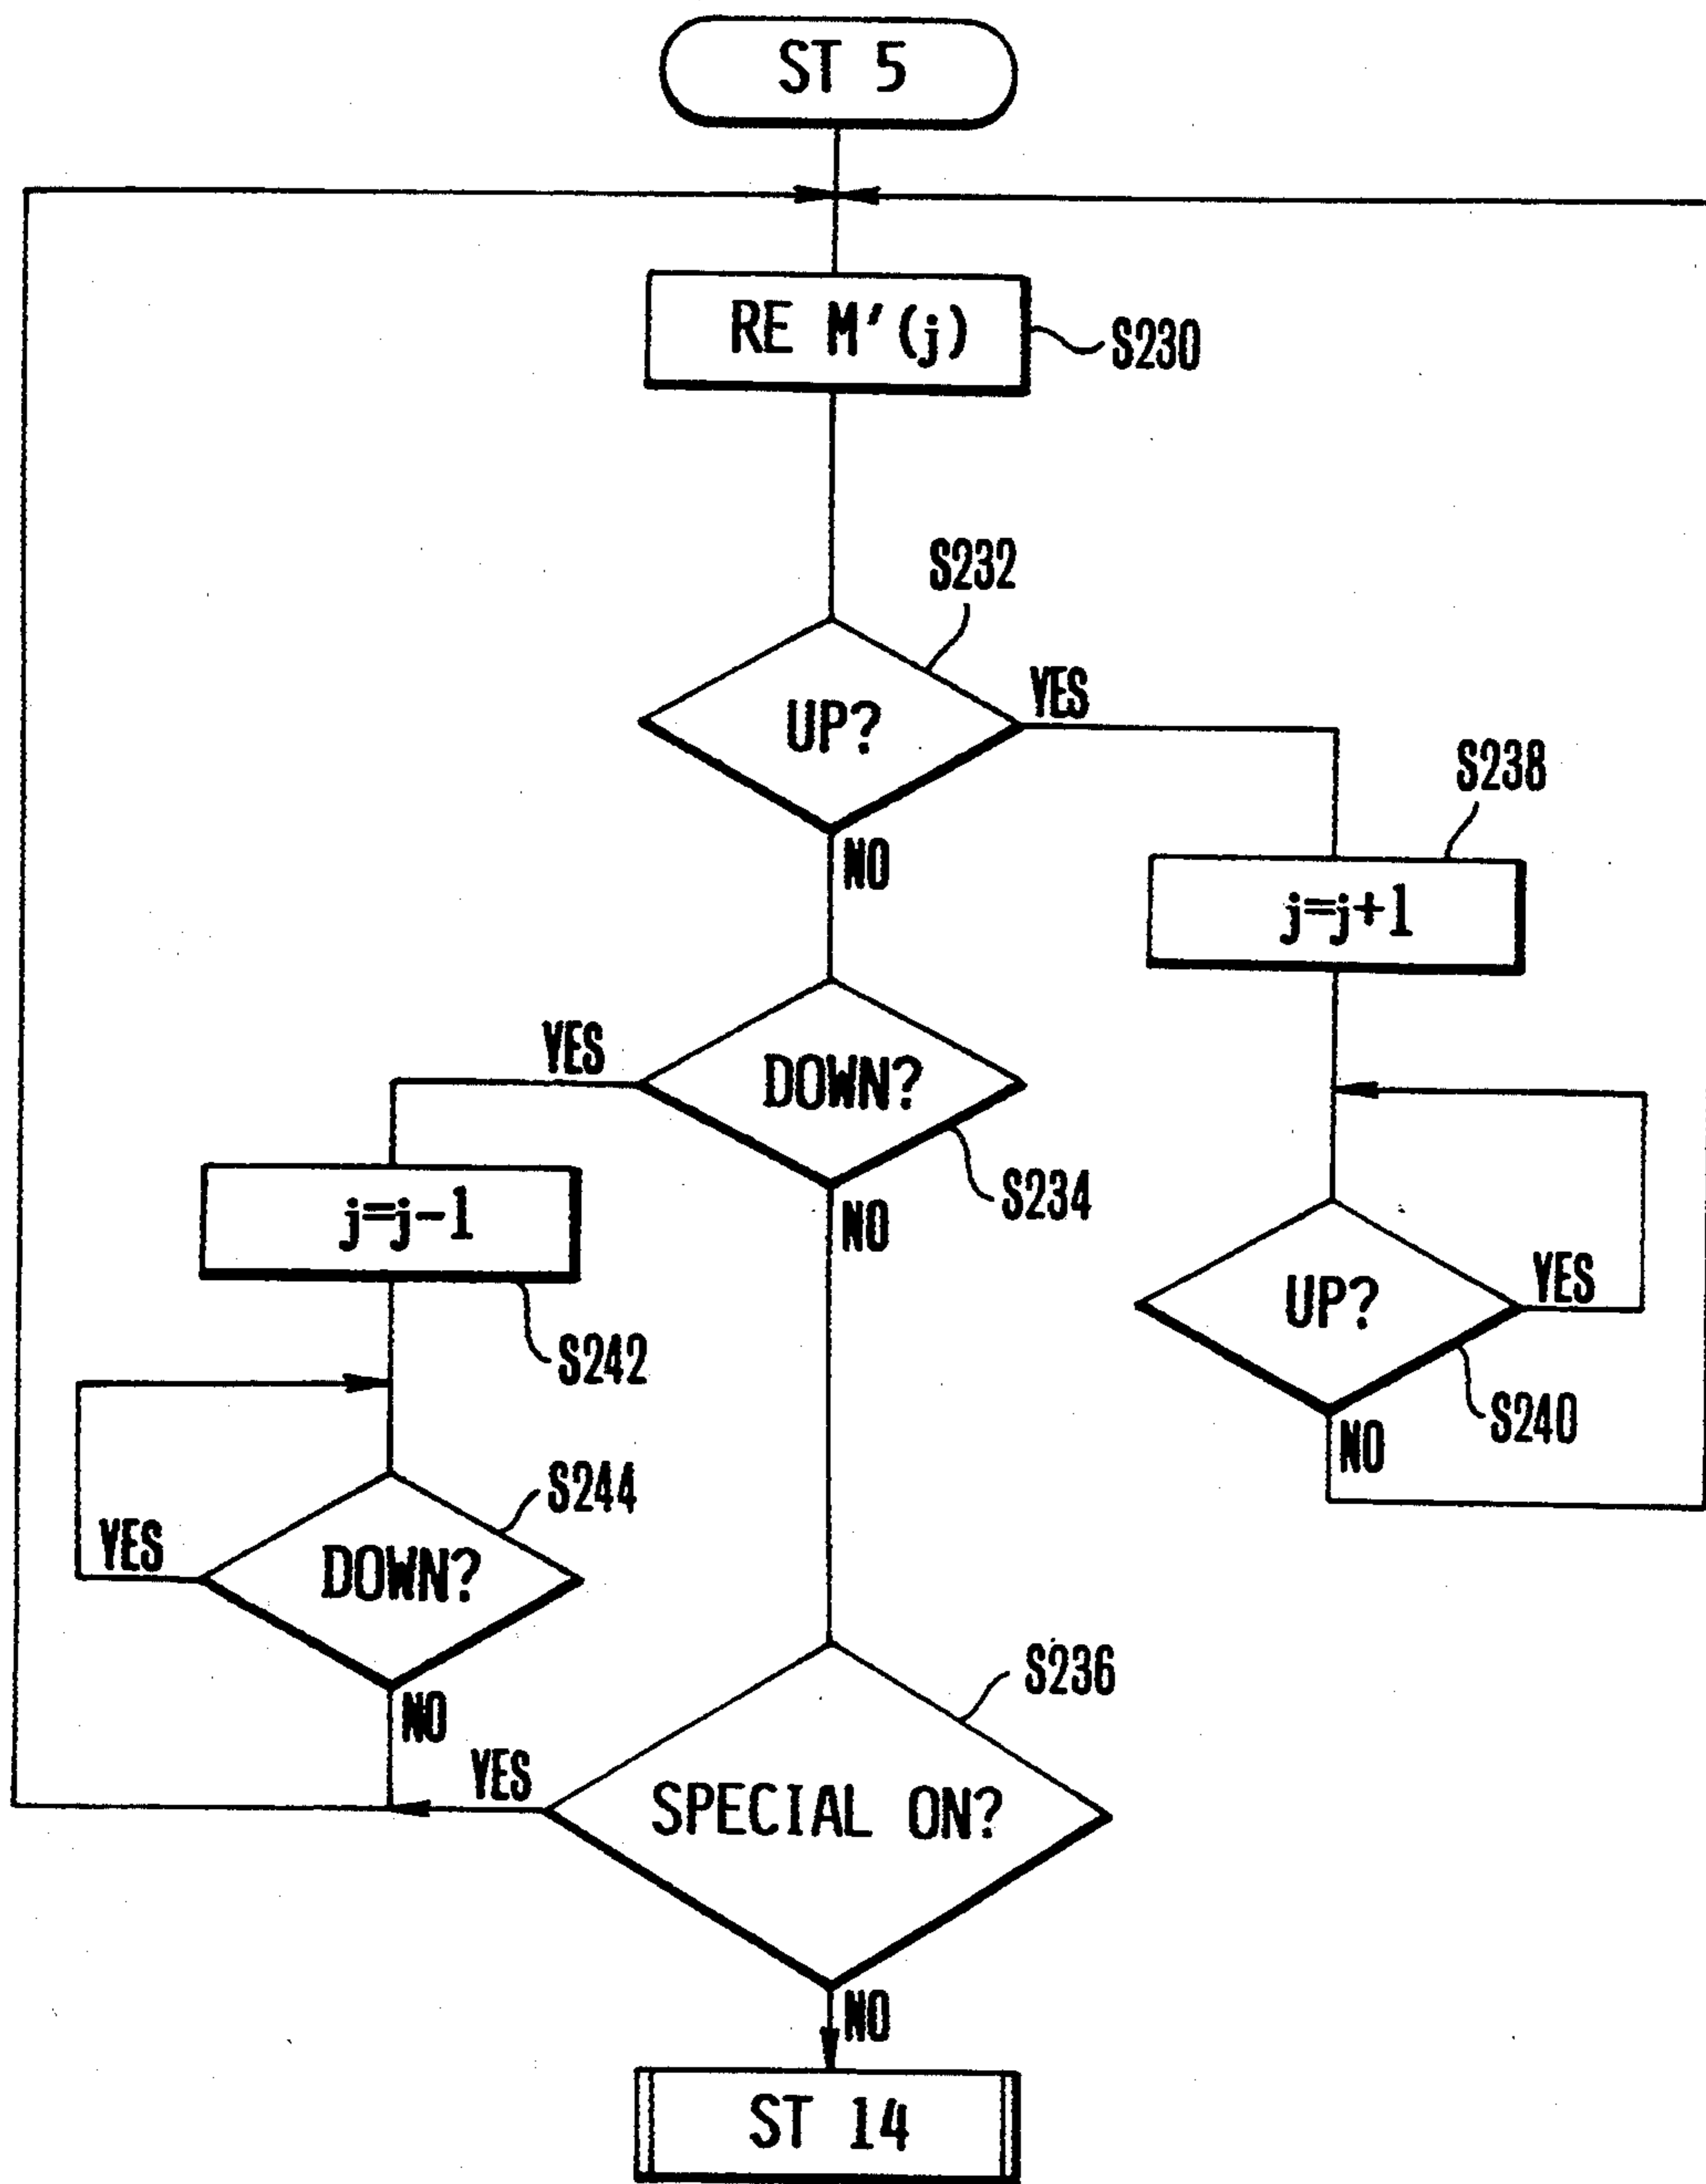 ST 5
RE M'(j)
S230
S232
UP?
YES
NO
S238
j=j+1
YES
DOWN?
S234
NO
j=j-1
S242
UP?
YES
S240
NO
S244
DOWN?
YES
NO
S236
SPECIAL ON?
YES
NO
ST 14